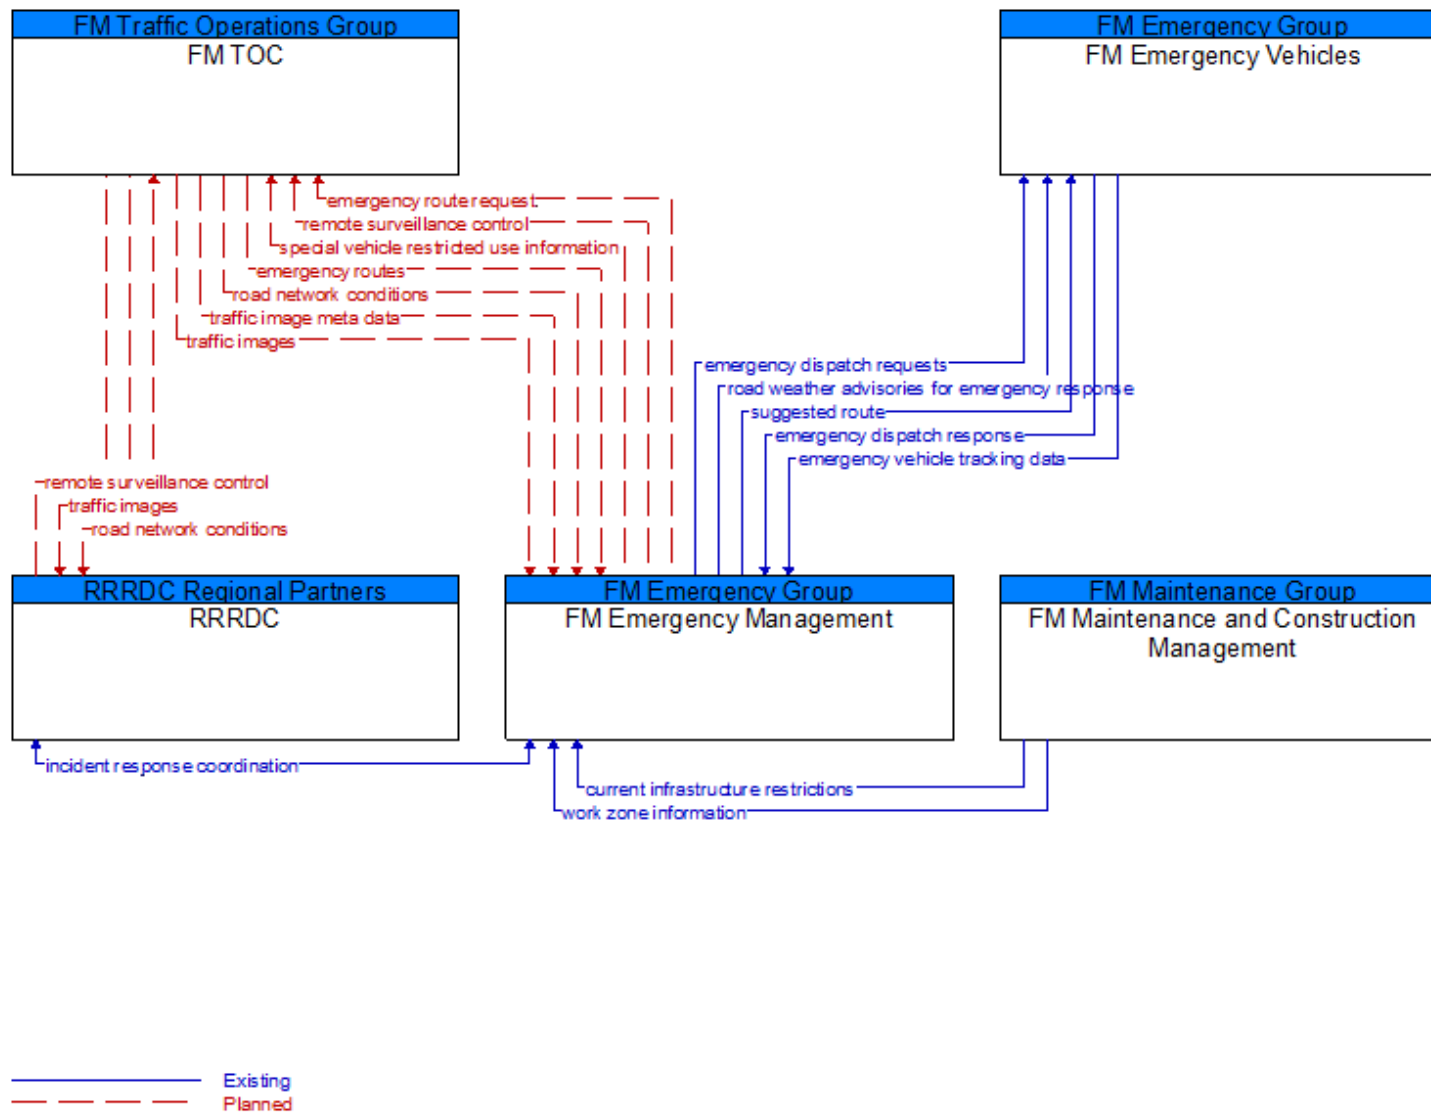 FM Traffic Operations Group
FM TOC
FM Emergency Group
FM Emergency Vehicles
emergency route request
remote surveillance control
special vehicle restricted use information
emergency routes
road network conditions
traffic image meta data
traffic images
emergency dispatch requests
road weather advisories for emergency response
suggested route
emergency dispatch response
emergency vehicle tracking data
remote surveillance control
traffic images
road network conditions
RRRDC Regional Partners
RRRDC
FM Emergency Group
FM Emergency Management
FM Maintenance Group
FM Maintenance and Construction
Management
incident response coordination
current infrastructure restrictions
work zone information
Existing
Planned